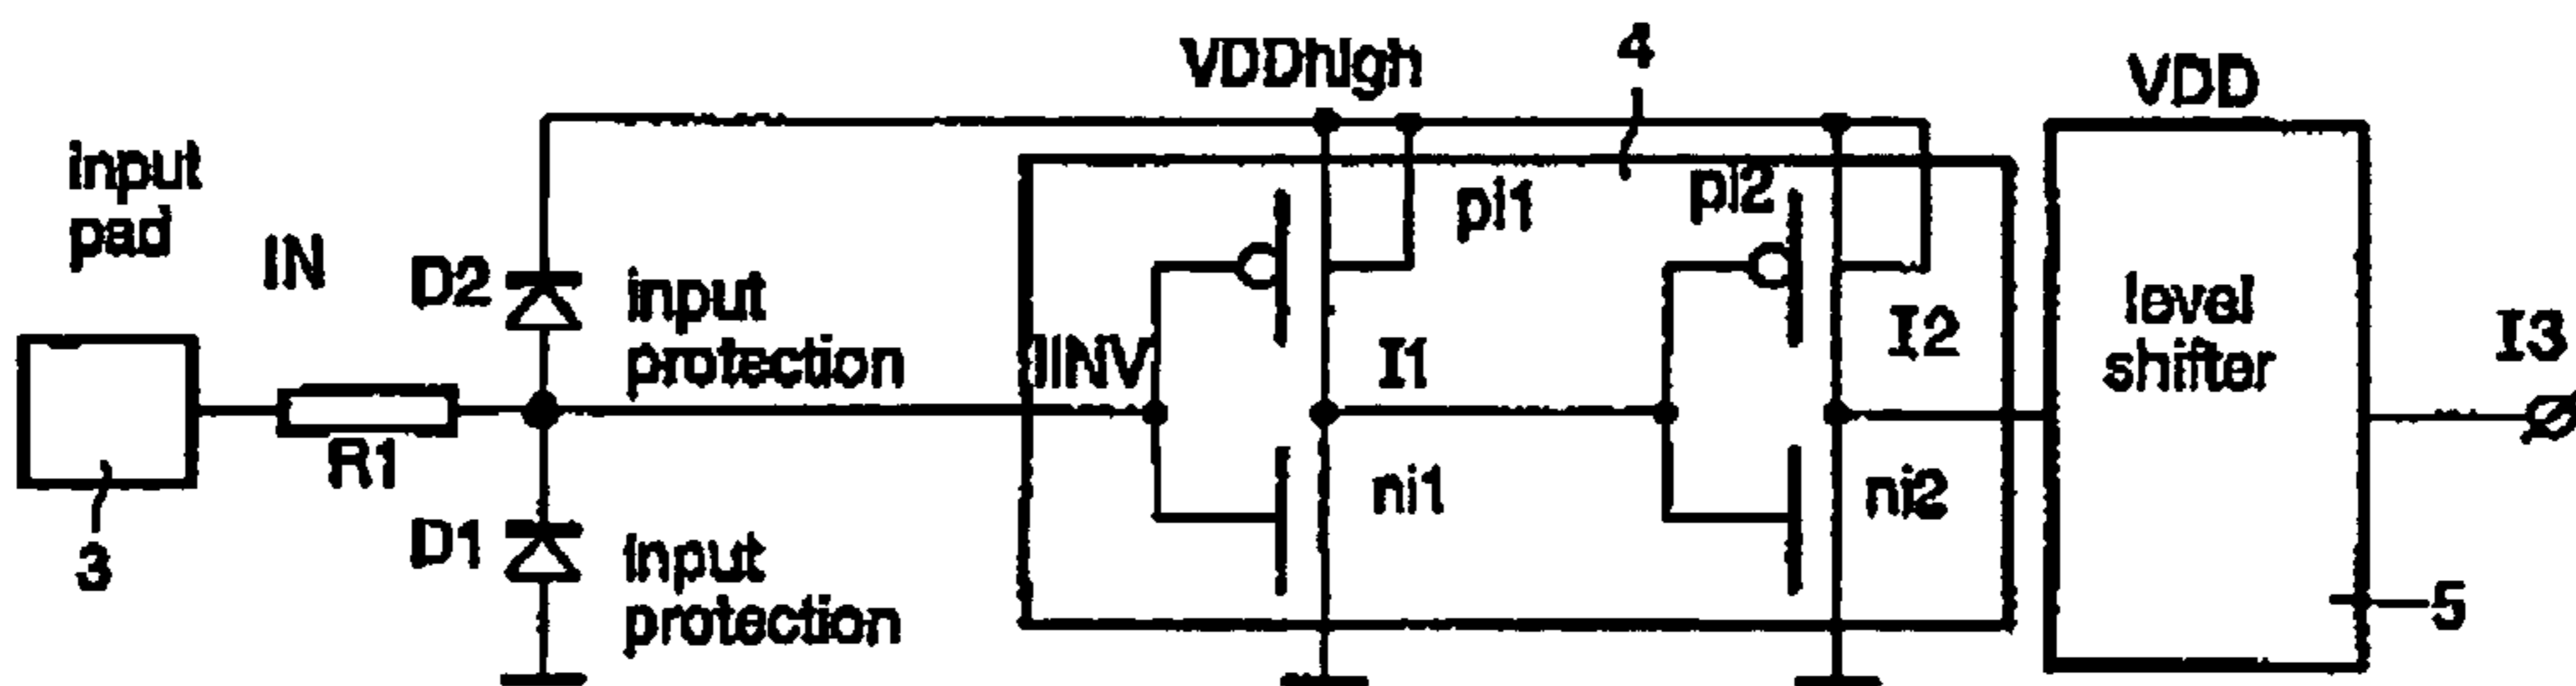 input
pad
IN
3
R1
D2
input
protection
D1
input
protection
VDDhigh
4
IINV
pi1
I1
ni1
pi2
I2
ni2
VDD
level
shifter
I3
5